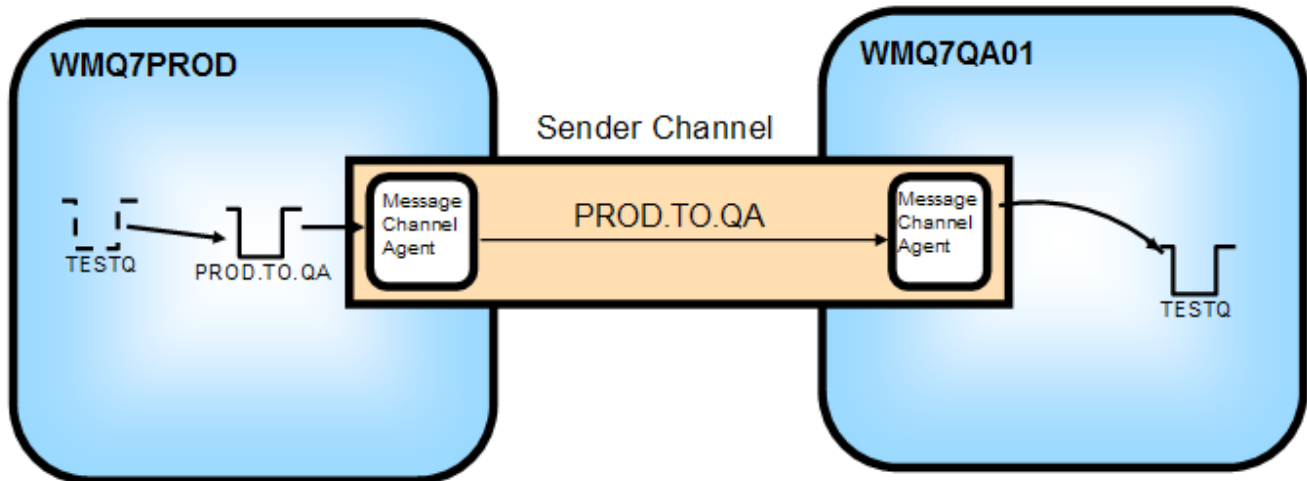 WMQ7PROD
WMQ7QA01
Sender Channel
Message
Channel
Agent
PROD.TO.QA
Message
Channel
Agent
TESTQ
PROD.TO.QA
TESTQ